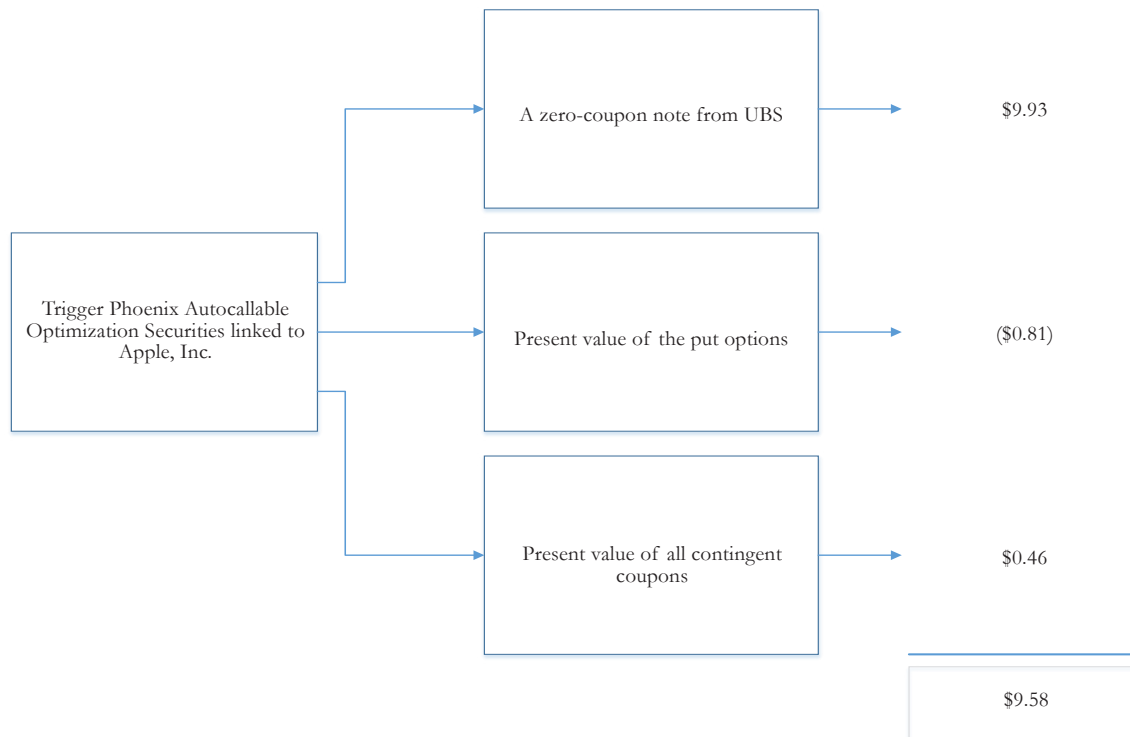 A zero-coupon note from UBS
$9.93
Trigger Phoenix Autocallable
Optimization Securities linked to
Apple, Inc.
Present value of the put options
($0.81)
Present value of all contingent
coupons
$0.46
$9.58